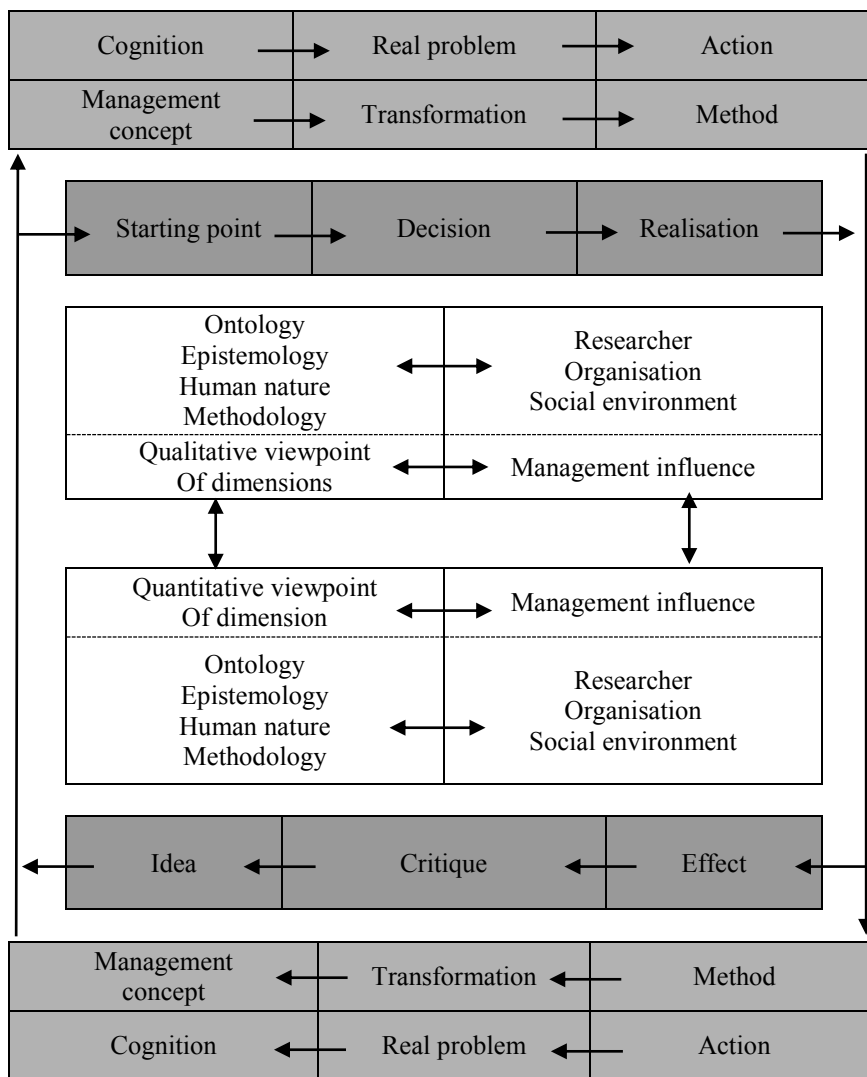 Cognition
Real problem
Action
Management
concept
Transformation
Method
Starting point
Decision
Realisation
Ontology
Epistemology
Human nature
Methodology
Researcher
Organisation
Social environment
Qualitative viewpoint
Of dimensions
Management influence
Quantitative viewpoint
Of dimension
Management influence
Ontology
Epistemology
Human nature
Methodology
Researcher
Organisation
Social environment
Idea
Critique
Effect
Management
concept
Transformation
Method
Cognition
Real problem
Action